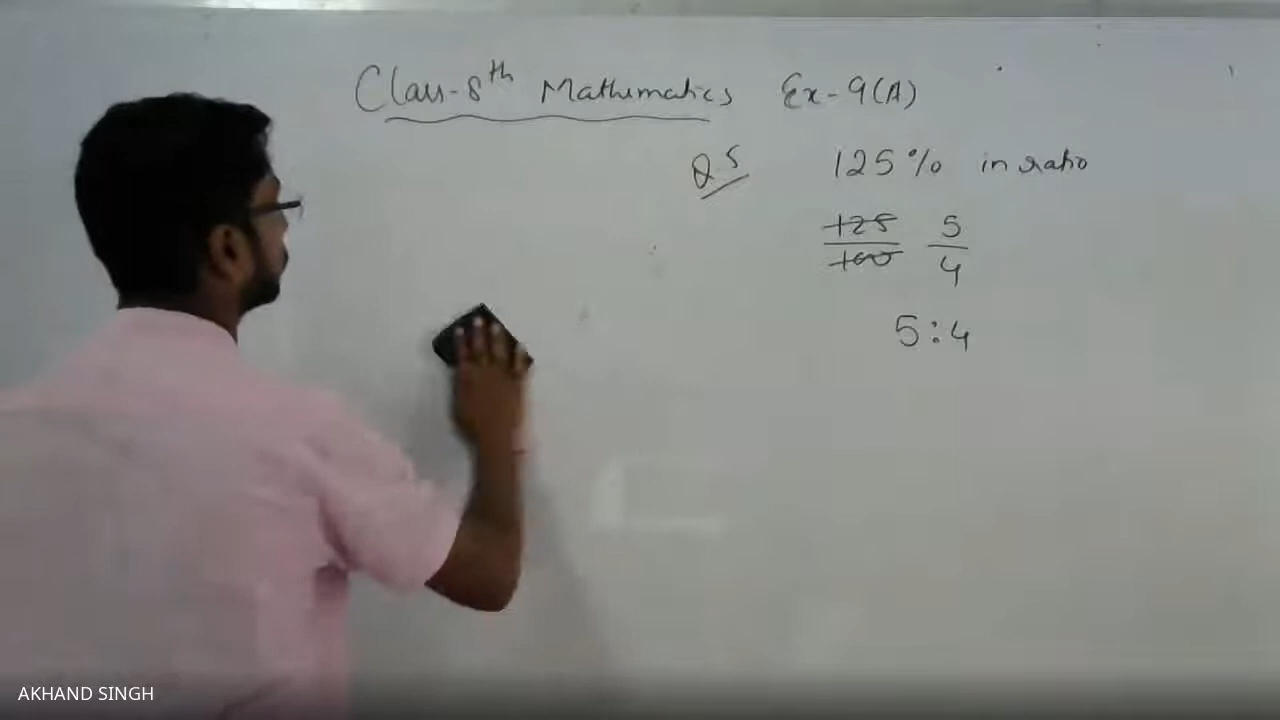 Class-8th Mathematics Ex-9(A)
Q5 125% in ratio
125/100 5/4
5:4
AKHAND SINGH